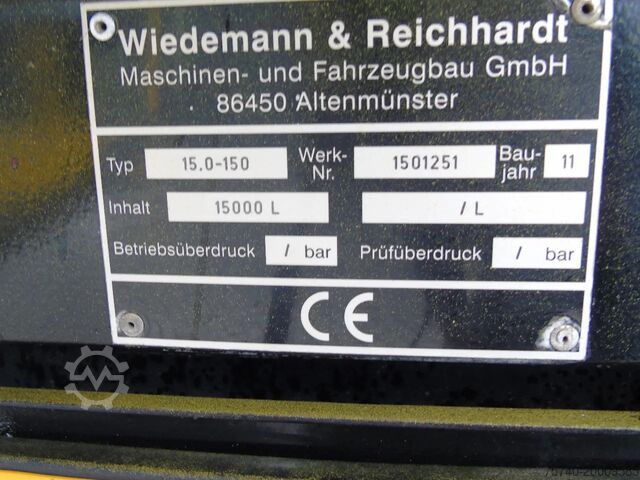 Wiedemann & Reichhardt
Maschinen- und Fahrzeugbau GmbH
86450 Altenmünster
Typ 15.0-150 Werk-Nr. 1501251 Bau-jahr 11
Inhalt 15000 L / L
Betriebsüberdruck / bar Prüfüberdruck / bar
CE